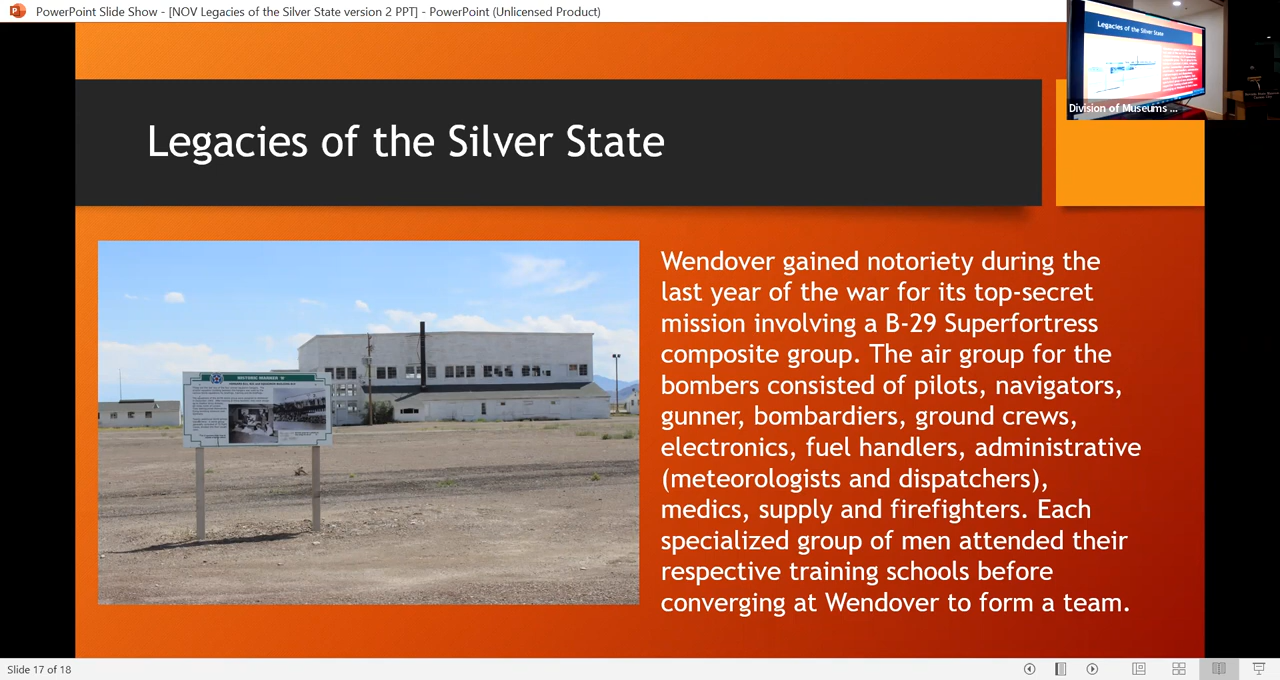 PowerPoint Slide Show - [NOV Legacies of the Silver State version 2 PPT] - PowerPoint (Unlicensed Product)
Legacies of the Silver State
Division of Museums ...
Legacies of the Silver State
HISTORIC MARKER
Wendover gained notoriety during the
last year of the war for its top-secret
mission involving a B-29 Superfortress
composite group. The air group for the
bombers consisted of pilots, navigators,
gunner, bombardiers, ground crews,
electronics, fuel handlers, administrative
(meteorologists and dispatchers),
medics, supply and firefighters. Each
specialized group of men attended their
respective training schools before
converging at Wendover to form a team.
Slide 17 of 18